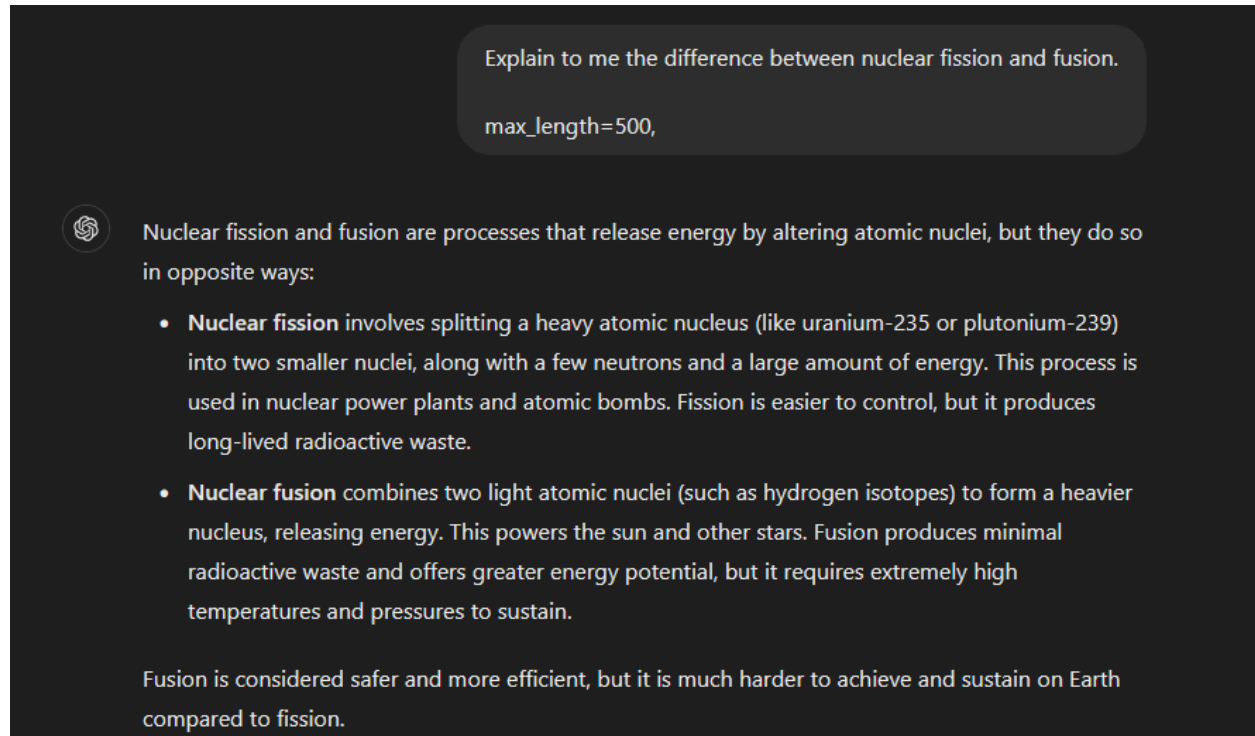 Explain to me the difference between nuclear fission and fusion.
max_length=500,
Nuclear fission and fusion are processes that release energy by altering atomic nuclei, but they do so
in opposite ways:
• Nuclear fission involves splitting a heavy atomic nucleus (like uranium-235 or plutonium-239)
into two smaller nuclei, along with a few neutrons and a large amount of energy. This process is
used in nuclear power plants and atomic bombs. Fission is easier to control, but it produces
long-lived radioactive waste.
• Nuclear fusion combines two light atomic nuclei (such as hydrogen isotopes) to form a heavier
nucleus, releasing energy. This powers the sun and other stars. Fusion produces minimal
radioactive waste and offers greater energy potential, but it requires extremely high
temperatures and pressures to sustain.
Fusion is considered safer and more efficient, but it is much harder to achieve and sustain on Earth
compared to fission.